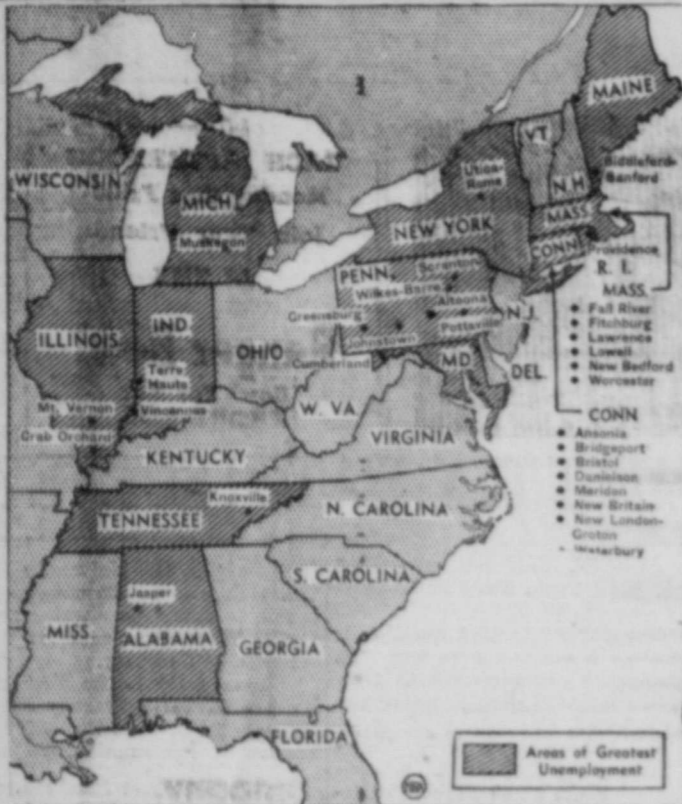 MAINE
VT.
Biddeford-
Sanford
N.H.
WISCONSIN
MICH
Utica-
Rome
MASS.
Muskegon
NEW YORK
CONN.
Providence
R. I.
PENN.
Scranton
MASS.
Wilkes-Barre
Fall River
Greensburg
Altoona
N.J.
Fitchburg
ILLINOIS
IND.
Pottsville
Lawrence
OHIO
Johnstown
Lowell
Cumberland
MD.
DEL.
New Bedford
Terre
Haute
Worcester
Mt. Vernon
Vincennes
W. VA.
CONN
Crab Orchard
VIRGINIA
Ansonia
KENTUCKY
Bridgeport
Bristol
Danielson
Knoxville
Meriden
TENNESSEE
N. CAROLINA
New Britain
New London-
Groton
Waterbury
S. CAROLINA
Jasper
MISS.
ALABAMA
GEORGIA
FLORIDA
Areas of Greatest
Unemployment